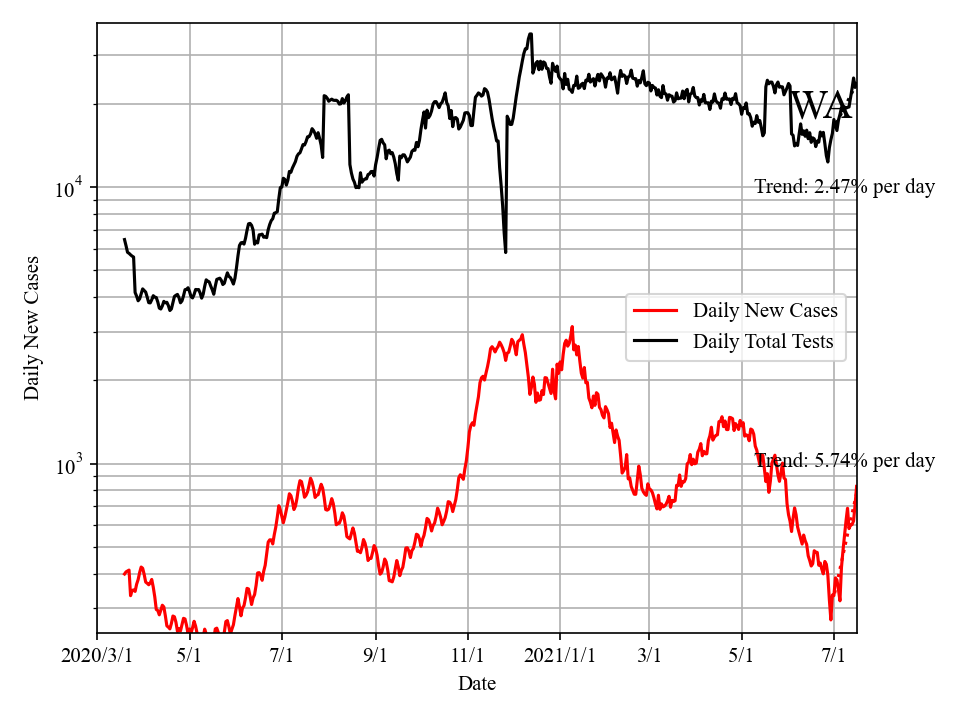 WA
10^4
Trend: 2.47% per day
Daily New Cases
Daily New Cases
Daily Total Tests
10^3
Trend: 5.74% per day
2020/3/1 5/1 7/1 9/1 11/1 2021/1/1 3/1 5/1 7/1
Date